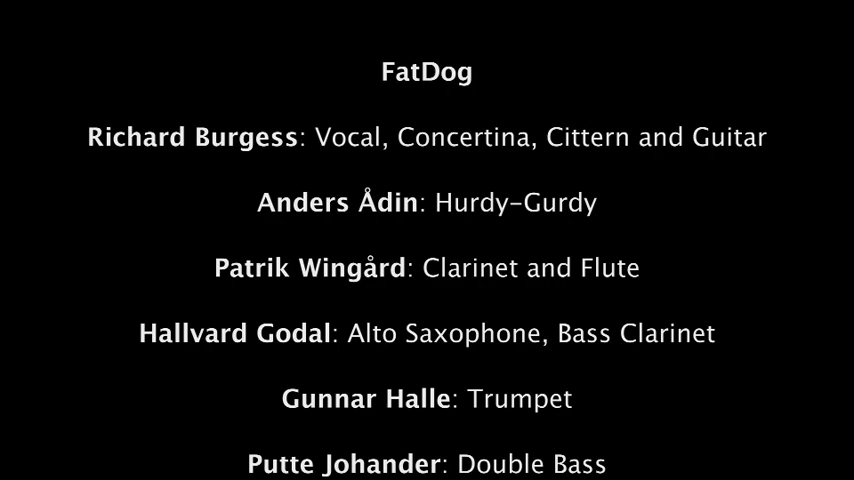 FatDog
Richard Burgess: Vocal, Concertina, Cittern and Guitar
Anders Ådin: Hurdy-Gurdy
Patrik Wingård: Clarinet and Flute
Hallvard Godal: Alto Saxophone, Bass Clarinet
Gunnar Halle: Trumpet
Putte Johander: Double Bass